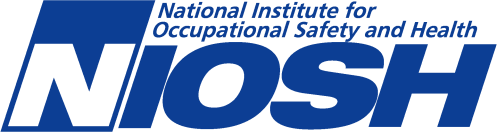 National Institute for
Occupational Safety and Health
NIOSH